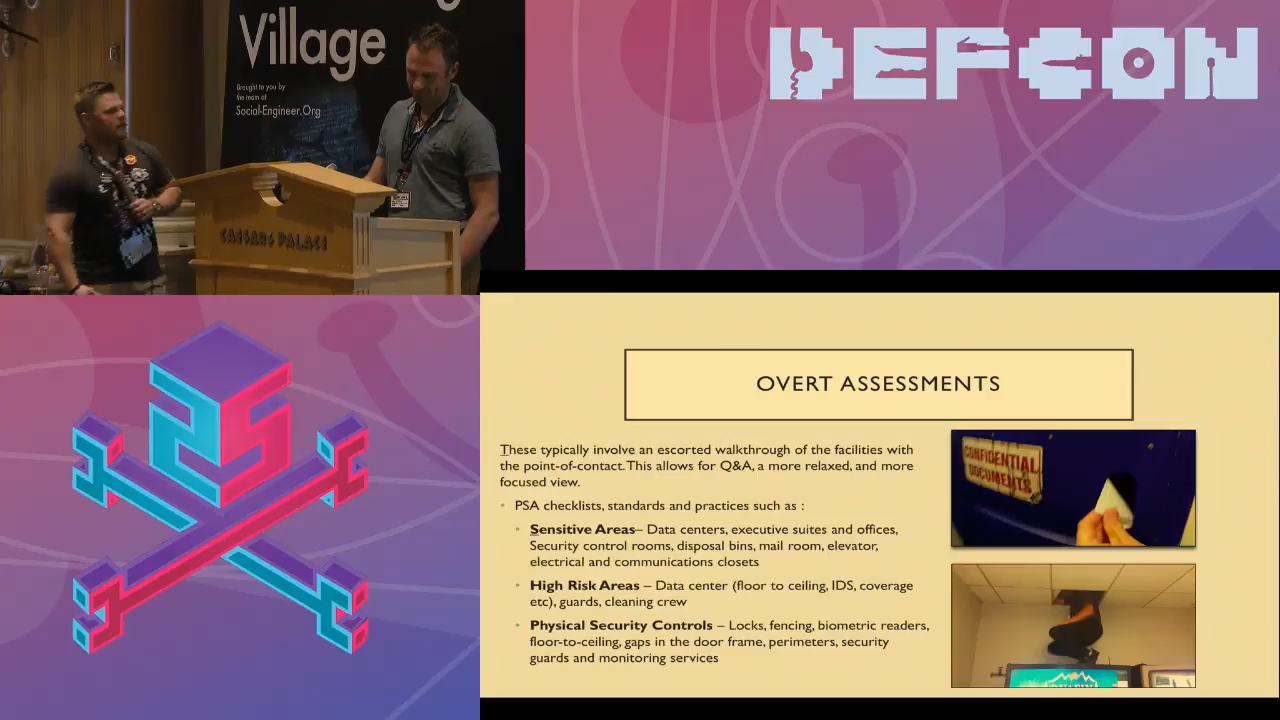 Village
Brought to you by
the team of
Social-Engineer.Org
CAESARS PALACE
DEFCON
OVERT ASSESSMENTS
These typically involve an escorted walkthrough of the facilities with
the point-of-contact. This allows for Q&A, a more relaxed, and more
focused view.
PSA checklists, standards and practices such as :
Sensitive Areas– Data centers, executive suites and offices,
Security control rooms, disposal bins, mail room, elevator,
electrical and communications closets
High Risk Areas – Data center (floor to ceiling, IDS, coverage
etc), guards, cleaning crew
Physical Security Controls – Locks, fencing, biometric readers,
floor-to-ceiling, gaps in the door frame, perimeters, security
guards and monitoring services
CONFIDENTIAL
DOCUMENTS